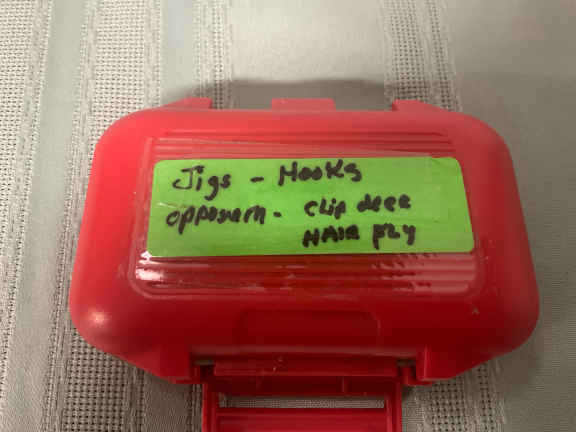 Jigs - Hooks
opposum - clip deer
HAIR FLY